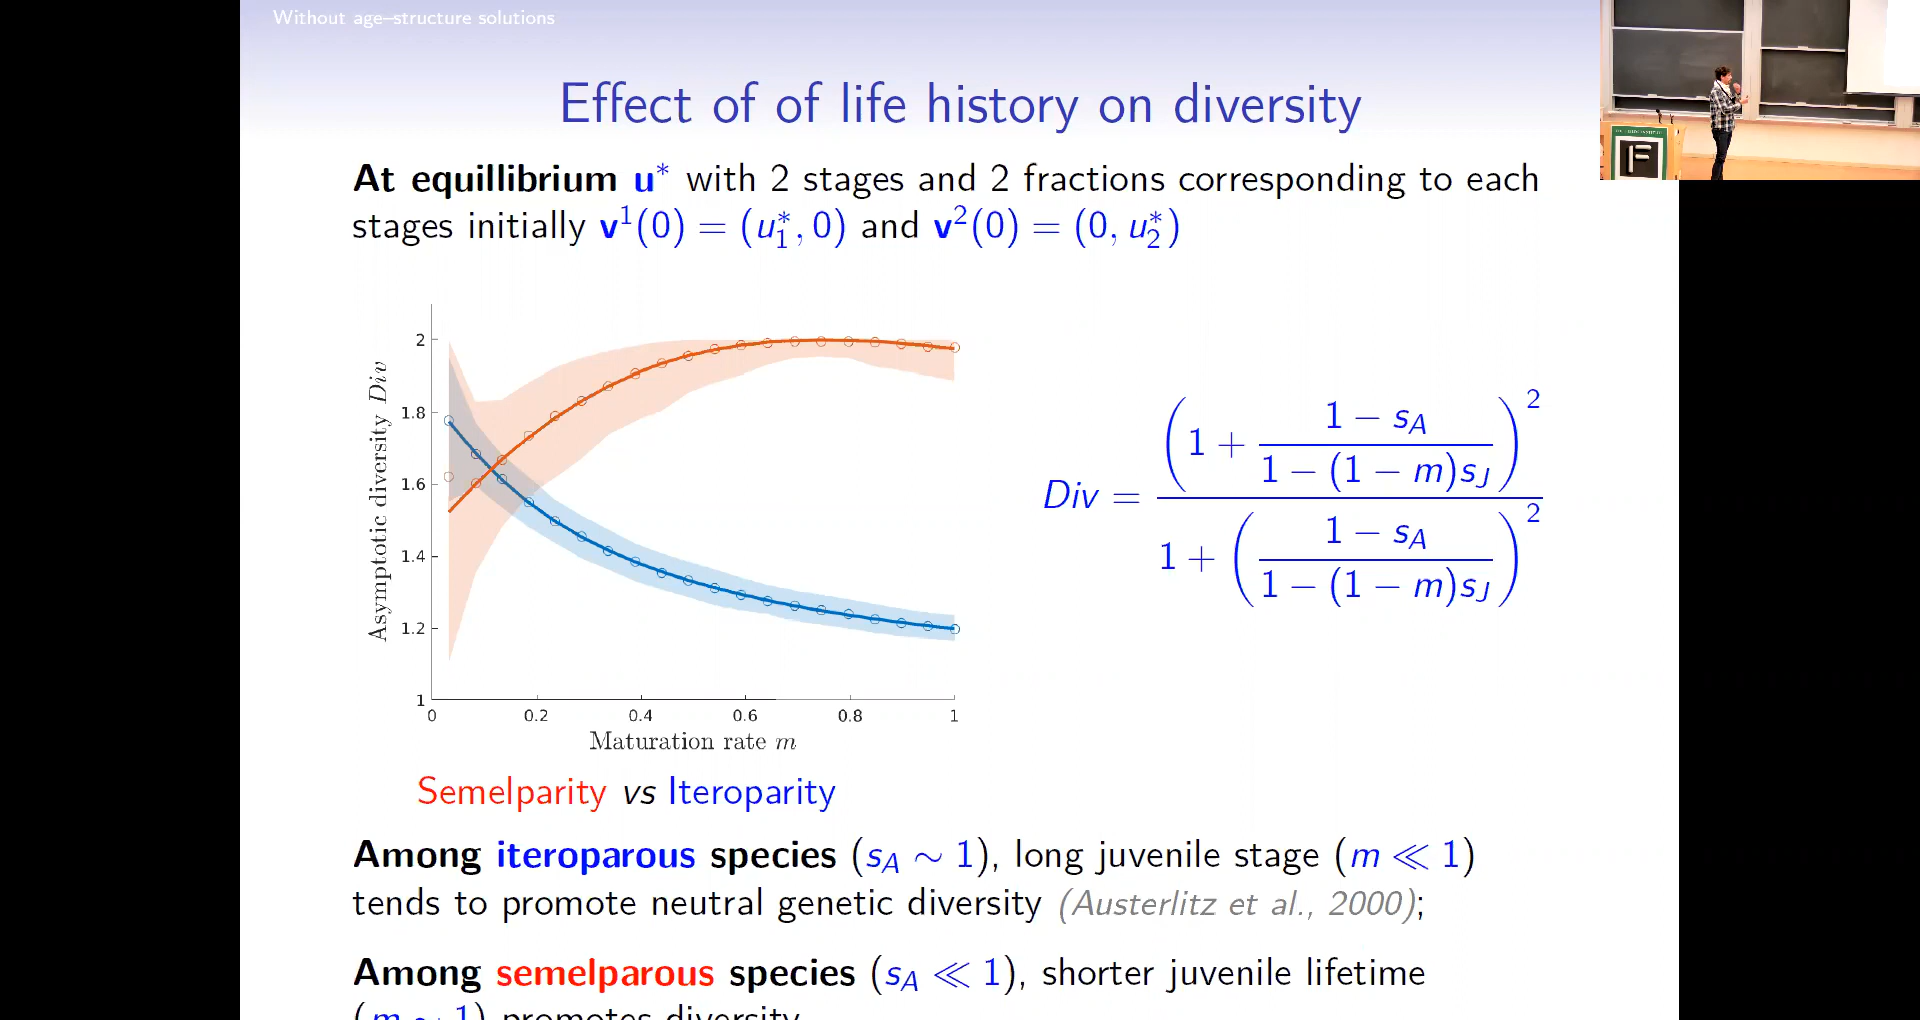 Without age–structure solutions
Effect of of life history on diversity
At equillibrium u* with 2 stages and 2 fractions corresponding to each
stages initially v¹(0) = (u₁*, 0) and v²(0) = (0, u₂*)
Asymptotic diversity Div
2
1.8
1.6
1.4
1.2
1
0 0.2 0.4 0.6 0.8 1
Maturation rate m
Div = (1 + (1 − s_A)/(1 − (1 − m)s_J))² / (1 + ((1 − s_A)/(1 − (1 − m)s_J))²)
Semelparity vs Iteroparity
Among iteroparous species (s_A ∼ 1), long juvenile stage (m ≪ 1)
tends to promote neutral genetic diversity (Austerlitz et al., 2000);
Among semelparous species (s_A ≪ 1), shorter juvenile lifetime
(m ∼ 1) promotes diversity